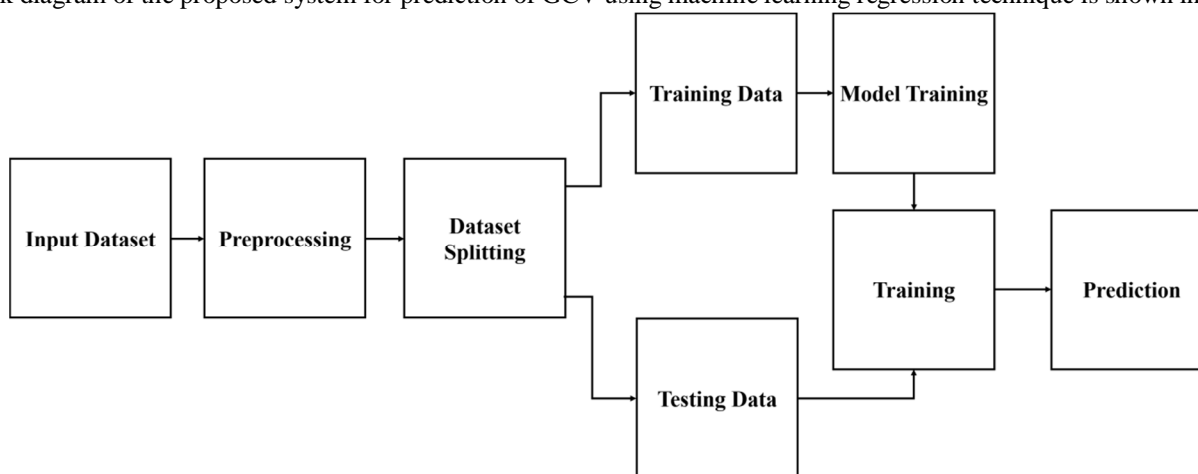 diagram of the proposed system for prediction of GCV using machine learning regression technique is shown in
Training Data
Model Training
Input Dataset
Preprocessing
Dataset
Splitting
Training
Prediction
Testing Data